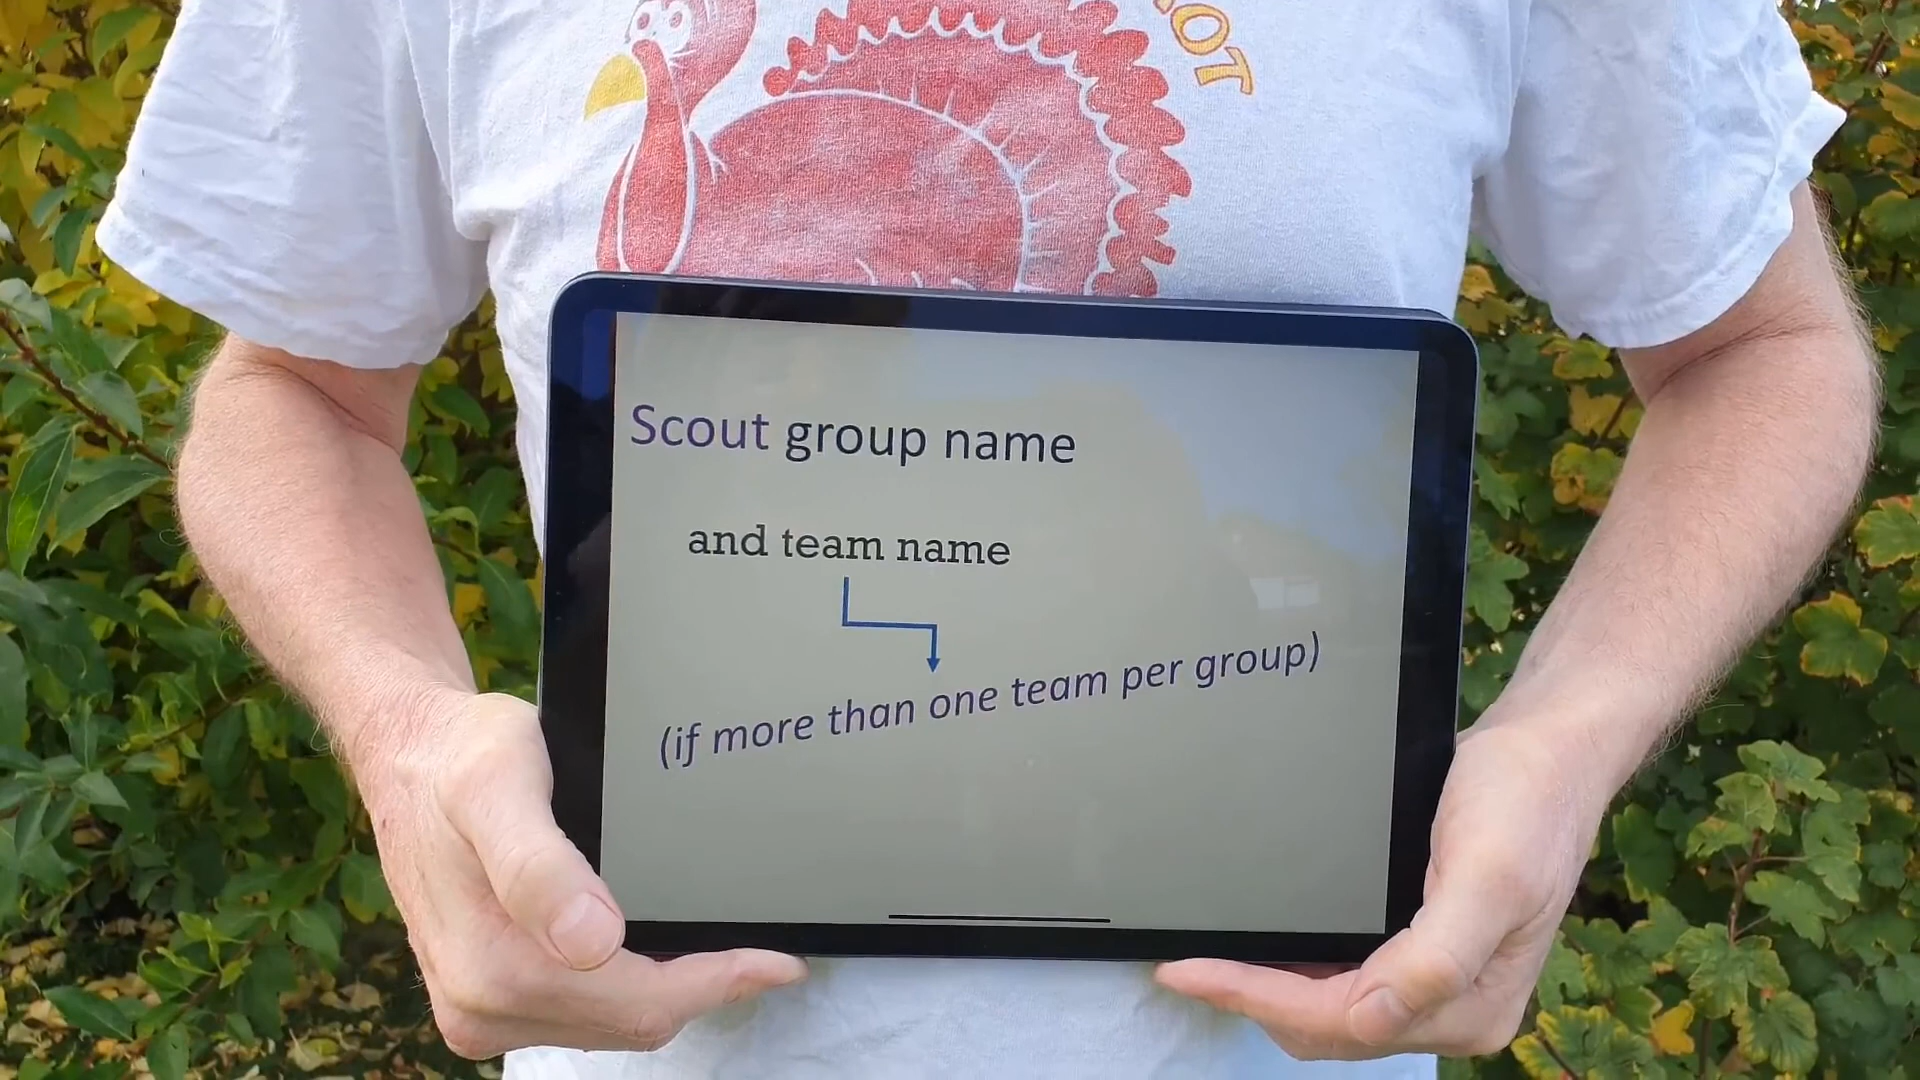 Scout group name
and team name
(if more than one team per group)